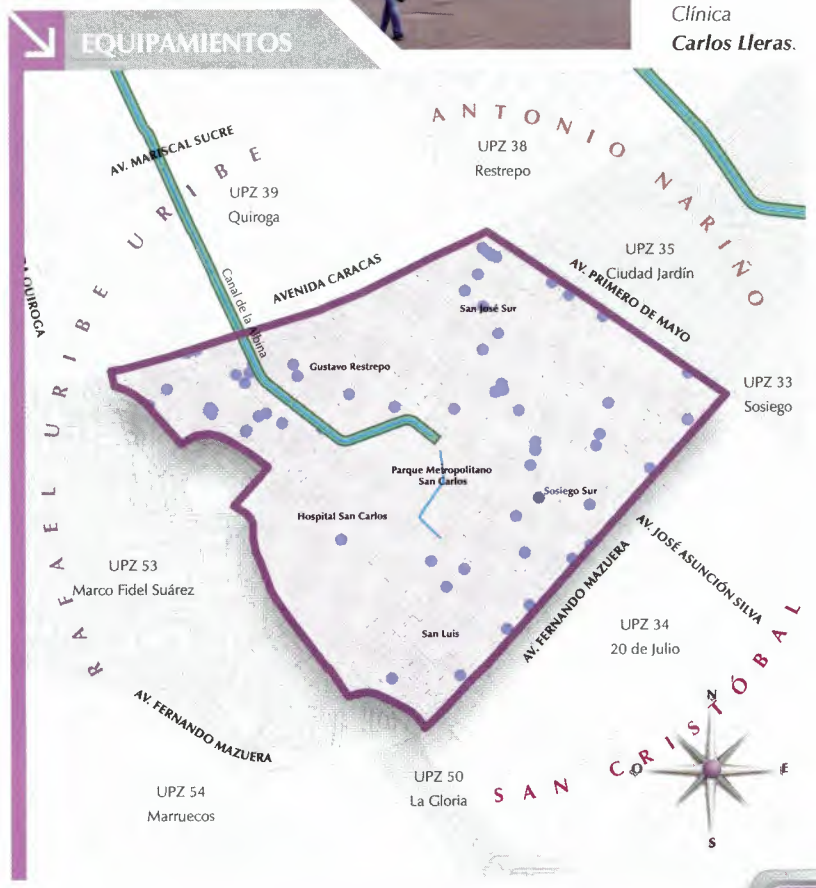 Clínica
Carlos Lleras.
EQUIPAMIENTOS
ANTONIO NARIÑO
AV. MARISCAL SUCRE
UPZ 38
Restrepo
UPZ 39
Quiroga
RAFAEL URIBE URIBE
UPZ 35
Ciudad Jardín
AV. PRIMERO DE MAYO
AVENIDA CARACAS
QUIROGA
Canal de la Albina
San José Sur
Gustavo Restrepo
UPZ 33
Sosiego
Parque Metropolitano
San Carlos
Sosiego Sur
Hospital San Carlos
AV. JOSÉ ASUNCIÓN SILVA
UPZ 53
Marco Fidel Suárez
AV. FERNANDO MAZUERA
UPZ 34
20 de Julio
San Luis
SAN CRISTÓBAL
AV. FERNANDO MAZUERA
N
O
E
S
UPZ 50
La Gloria
UPZ 54
Marruecos